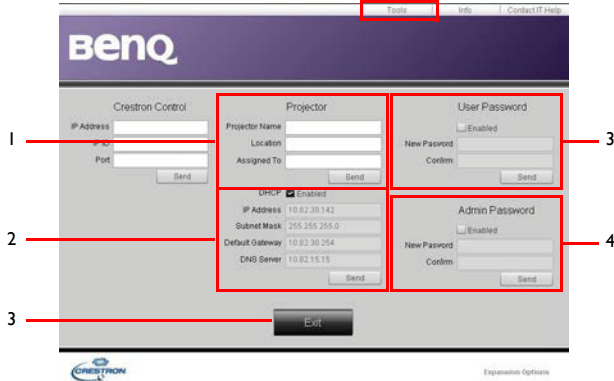 Tools
Info
Contact IT Help
BenQ
Crestron Control
IP Address
IP ID
Port
Send
Projector
Projector Name
Location
Assigned To
Send
DHCP Enabled
IP Address 10.82.30.142
Subnet Mask 255.255.255.0
Default Gateway 10.82.30.254
DNS Server 10.82.15.15
Send
User Password
Enabled
New Pasword
Confirm
Send
Admin Password
Enabled
New Pasword
Confirm
Send
1
2
3
3
4
Exit
CRESTRON
Expansion Options